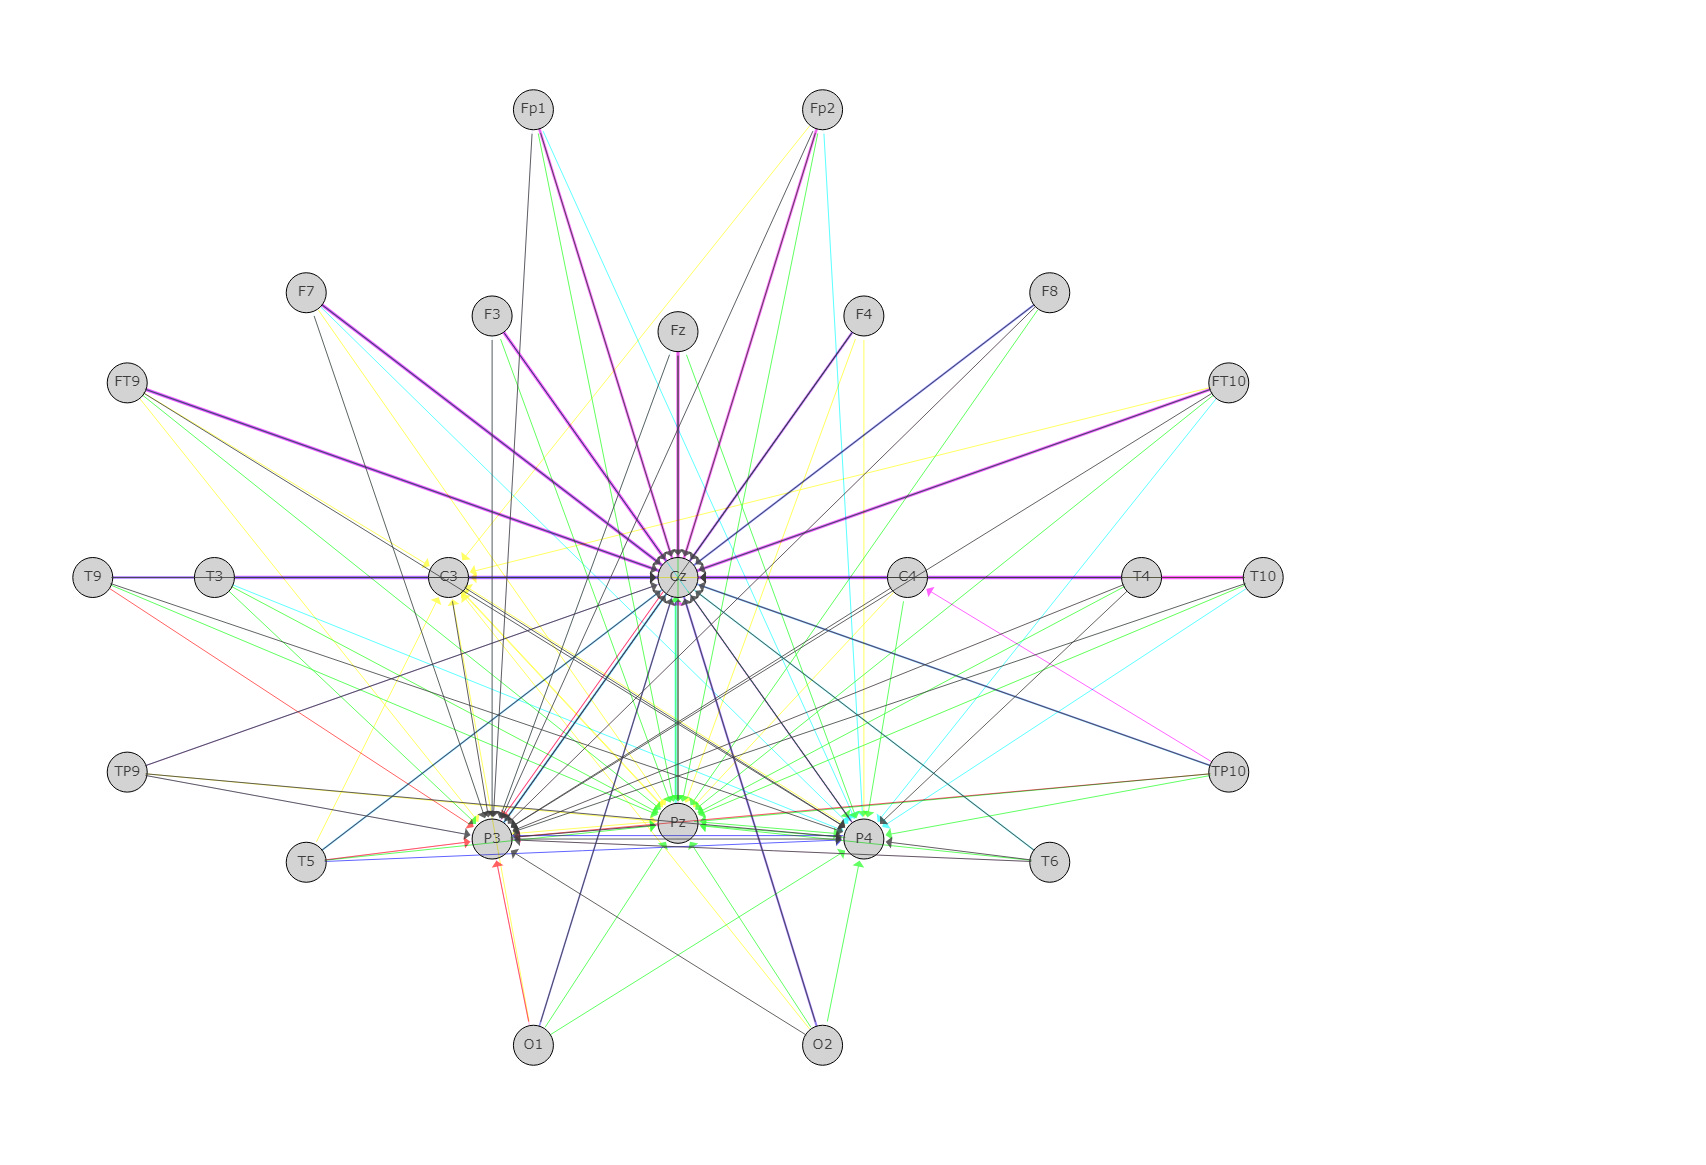 Fp1 Fp2
F7 F3 Fz F4 F8
FT9 FT10
T9 T3 C3 Cz C4 T4 T10
TP9 TP10
T5 P3 Pz P4 T6
O1 O2